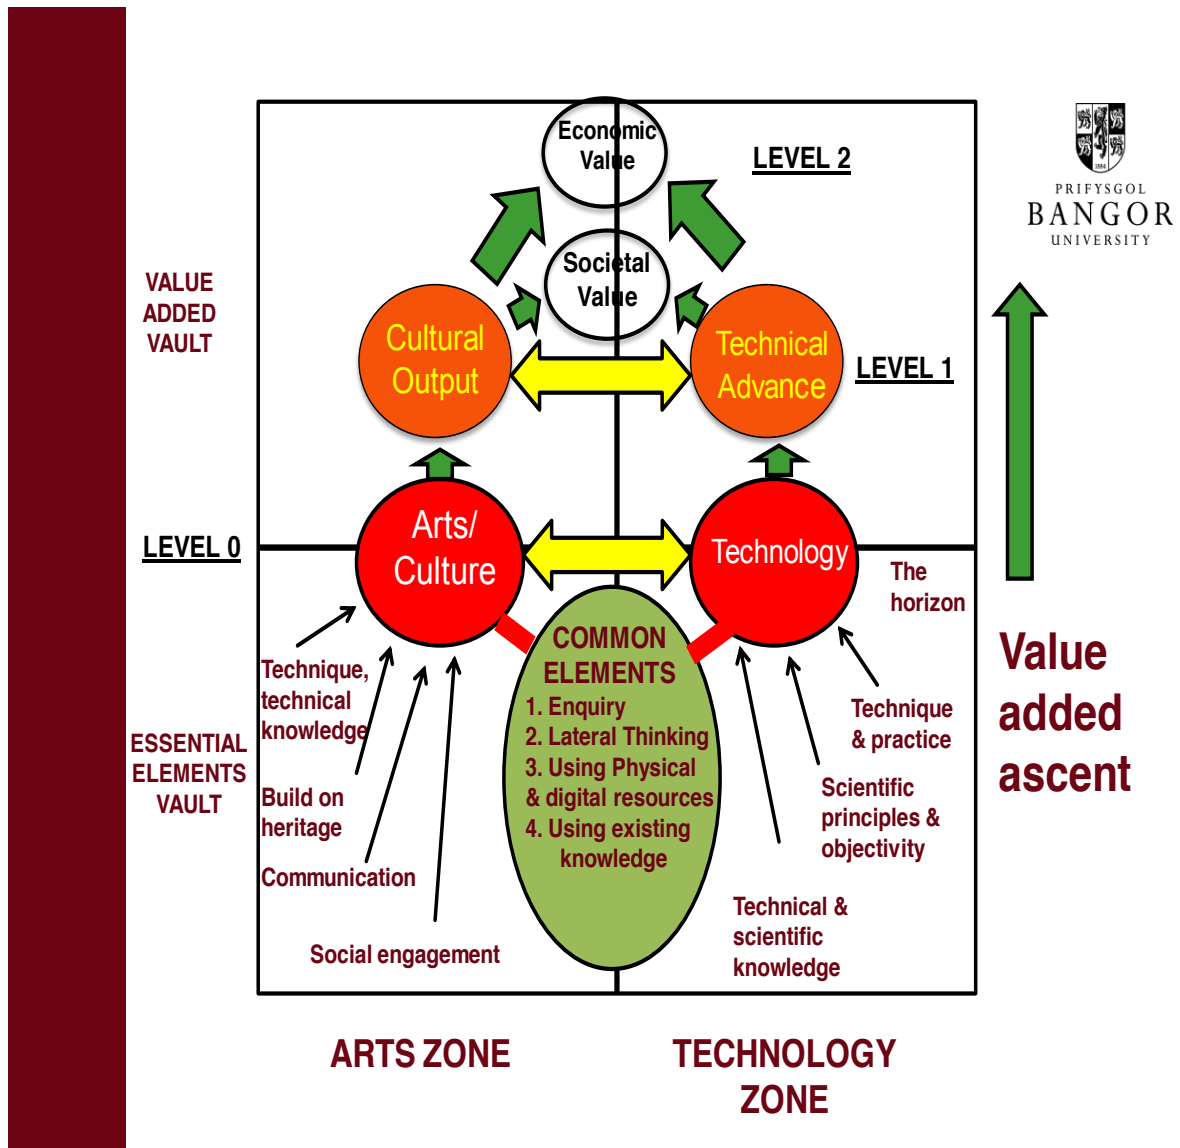 Economic
Value
LEVEL 2
PRIFYSGOL
BANGOR
UNIVERSITY
1884
Societal
Value
VALUE
ADDED
VAULT
Cultural
Output
Technical
Advance
LEVEL 1
LEVEL 0
Arts/
Culture
Technology
The
horizon
Value
added
ascent
ESSENTIAL
ELEMENTS
VAULT
Technique,
technical
knowledge
Build on
heritage
Communication
Social engagement
COMMON
ELEMENTS
1. Enquiry
2. Lateral Thinking
3. Using Physical
& digital resources
4. Using existing
knowledge
Technique
& practice
Scientific
principles &
objectivity
Technical &
scientific
knowledge
ARTS ZONE
TECHNOLOGY
ZONE